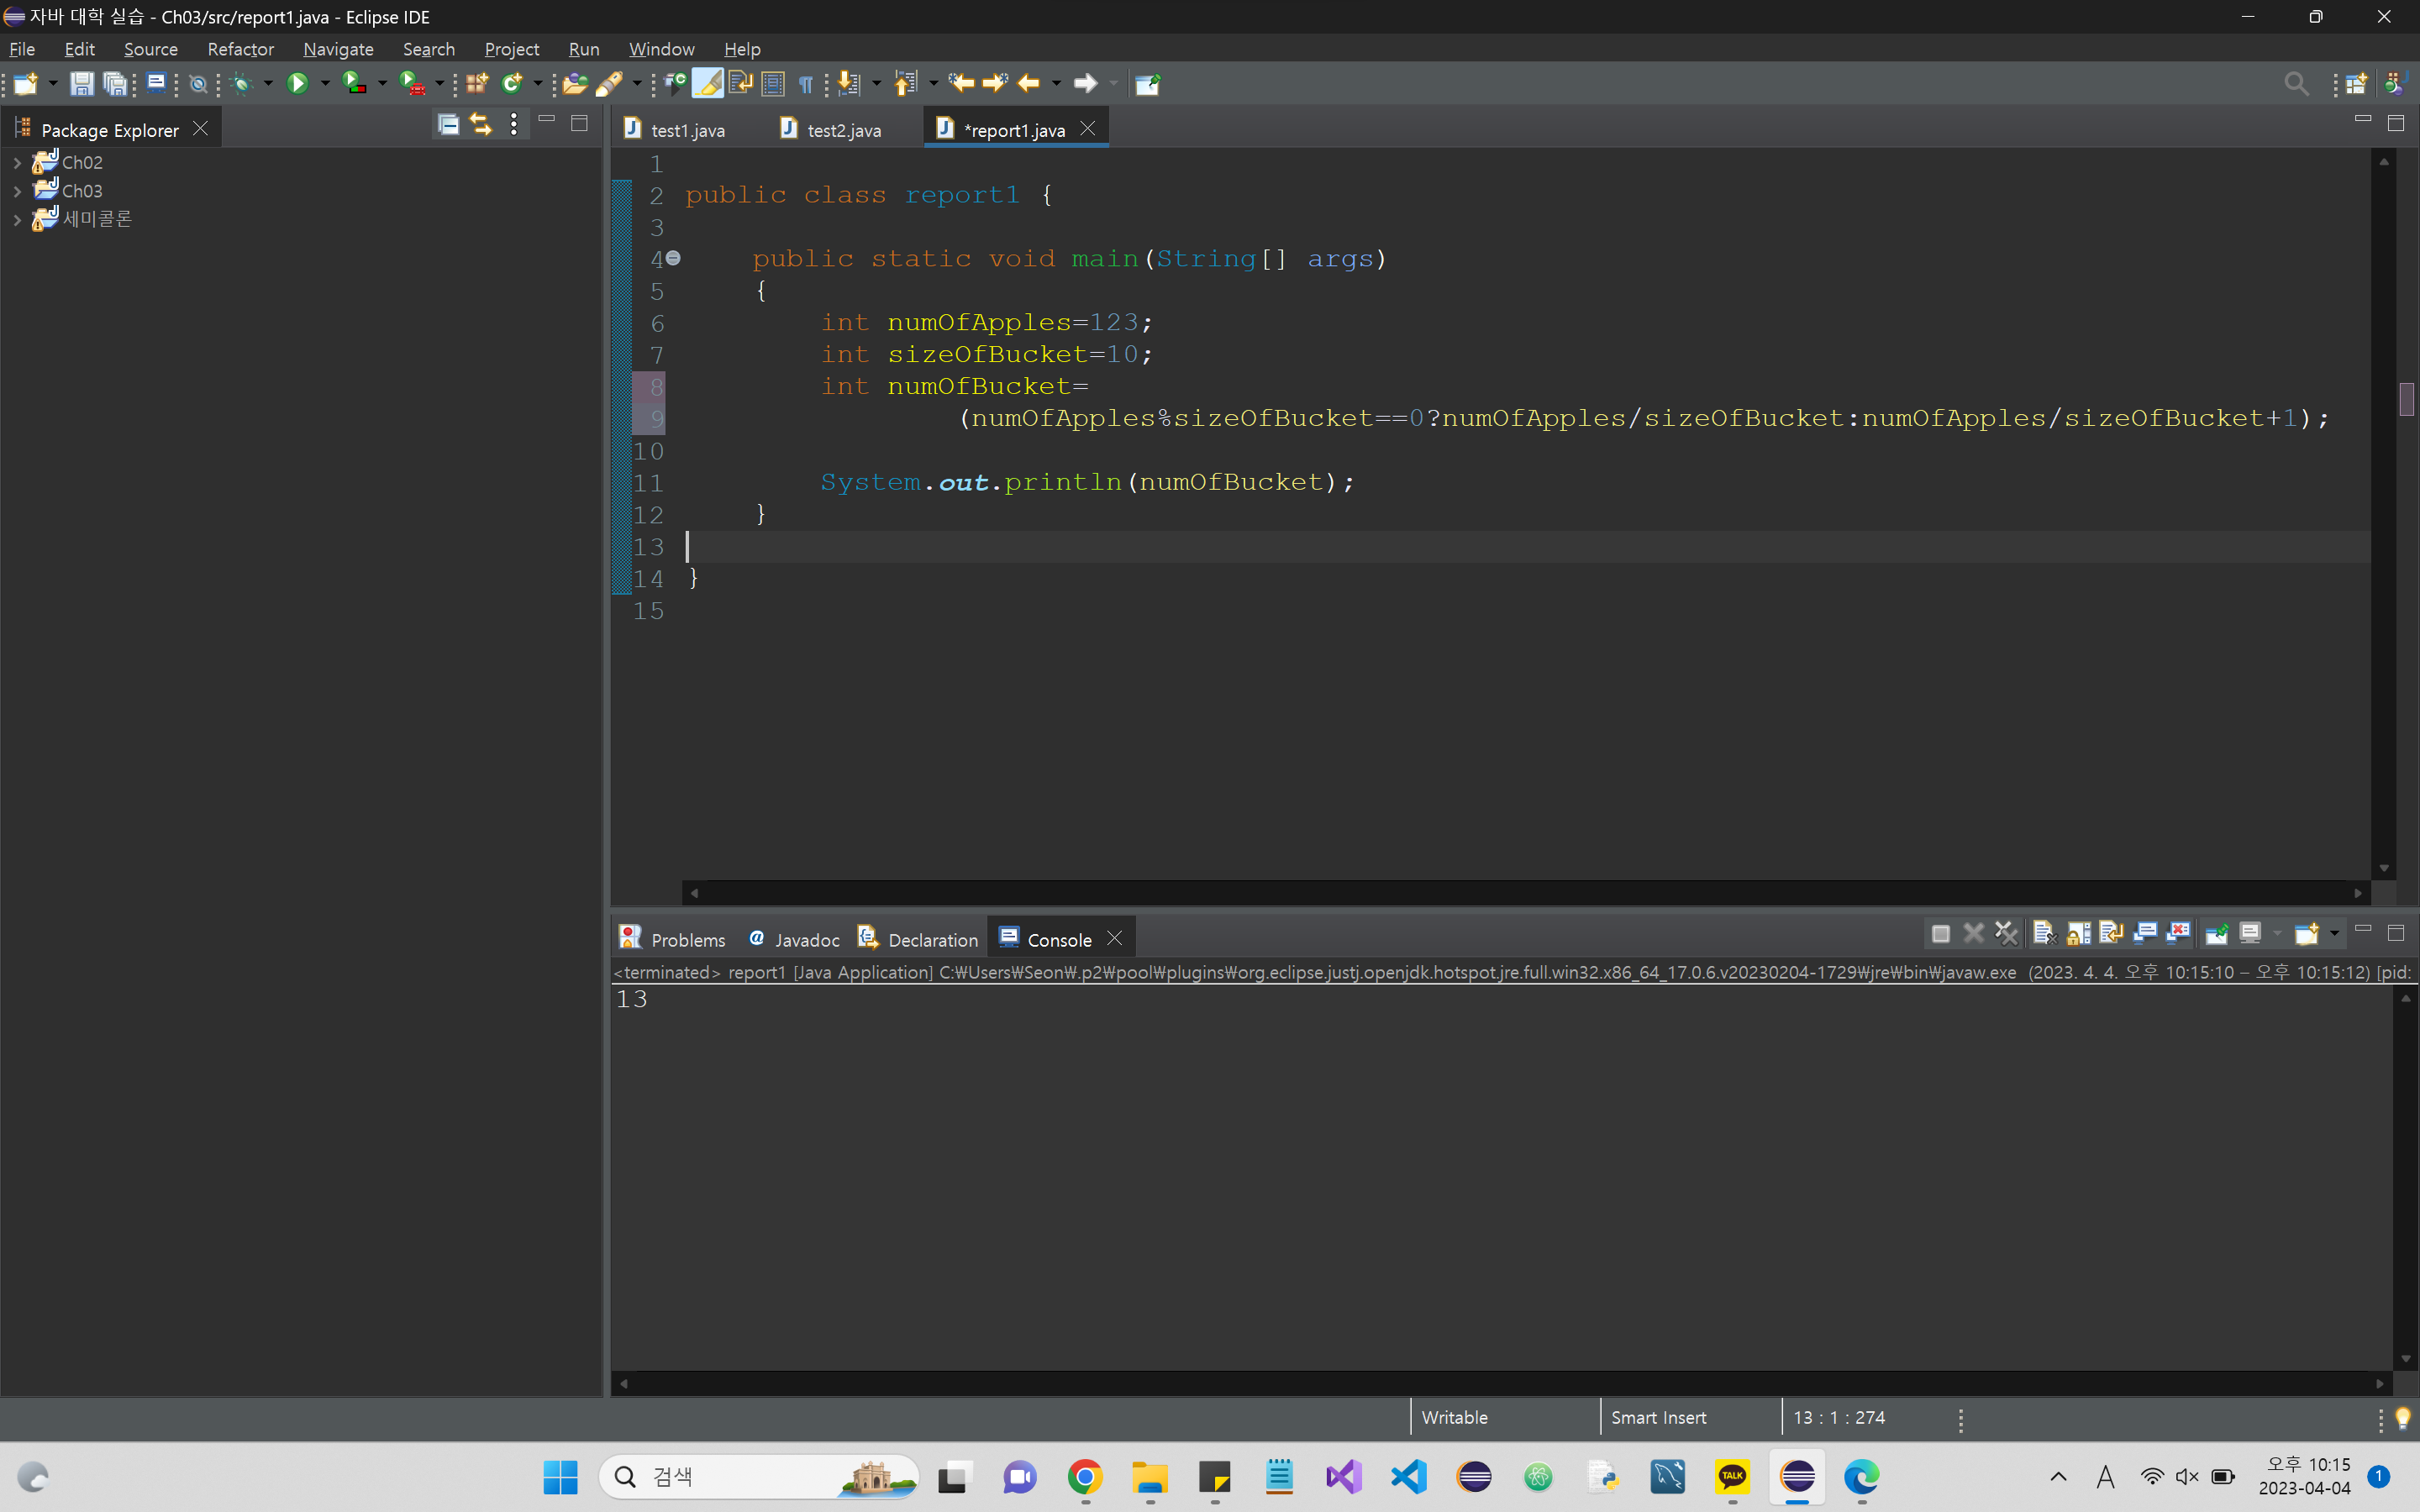 자바 대학 실습 - Ch03/src/report1.java - Eclipse IDE
File Edit Source Refactor Navigate Search Project Run Window Help
Package Explorer
Ch02
Ch03
세미콜론
test1.java test2.java *report1.java
1
2 public class report1 {
3
4 public static void main(String[] args)
5 {
6 int numOfApples=123;
7 int sizeOfBucket=10;
8 int numOfBucket=
9 (numOfApples%sizeOfBucket==0?numOfApples/sizeOfBucket:numOfApples/sizeOfBucket+1);
10
11 System.out.println(numOfBucket);
12 }
13
14 }
15
Problems @ Javadoc Declaration Console
<terminated> report1 [Java Application] C:₩Users₩Seon₩.p2₩pool₩plugins₩org.eclipse.justj.openjdk.hotspot.jre.full.win32.x86_64_17.0.6.v20230204-1729₩jre₩bin₩javaw.exe (2023. 4. 4. 오후 10:15:10 – 오후 10:15:12) [pid:
13
Writable Smart Insert 13 : 1 : 274
검색
TALK
A
오후 10:15
2023-04-04
1